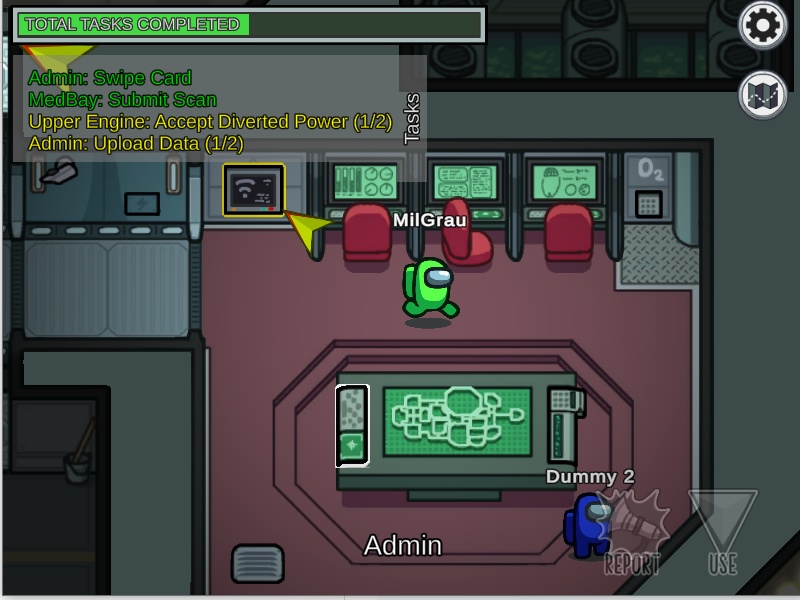 TOTAL TASKS COMPLETED
Admin: Swipe Card
MedBay: Submit Scan
Upper Engine: Accept Diverted Power (1/2)
Admin: Upload Data (1/2)
Tasks
O2
MilGrau
Dummy 2
Admin
REPORT
USE